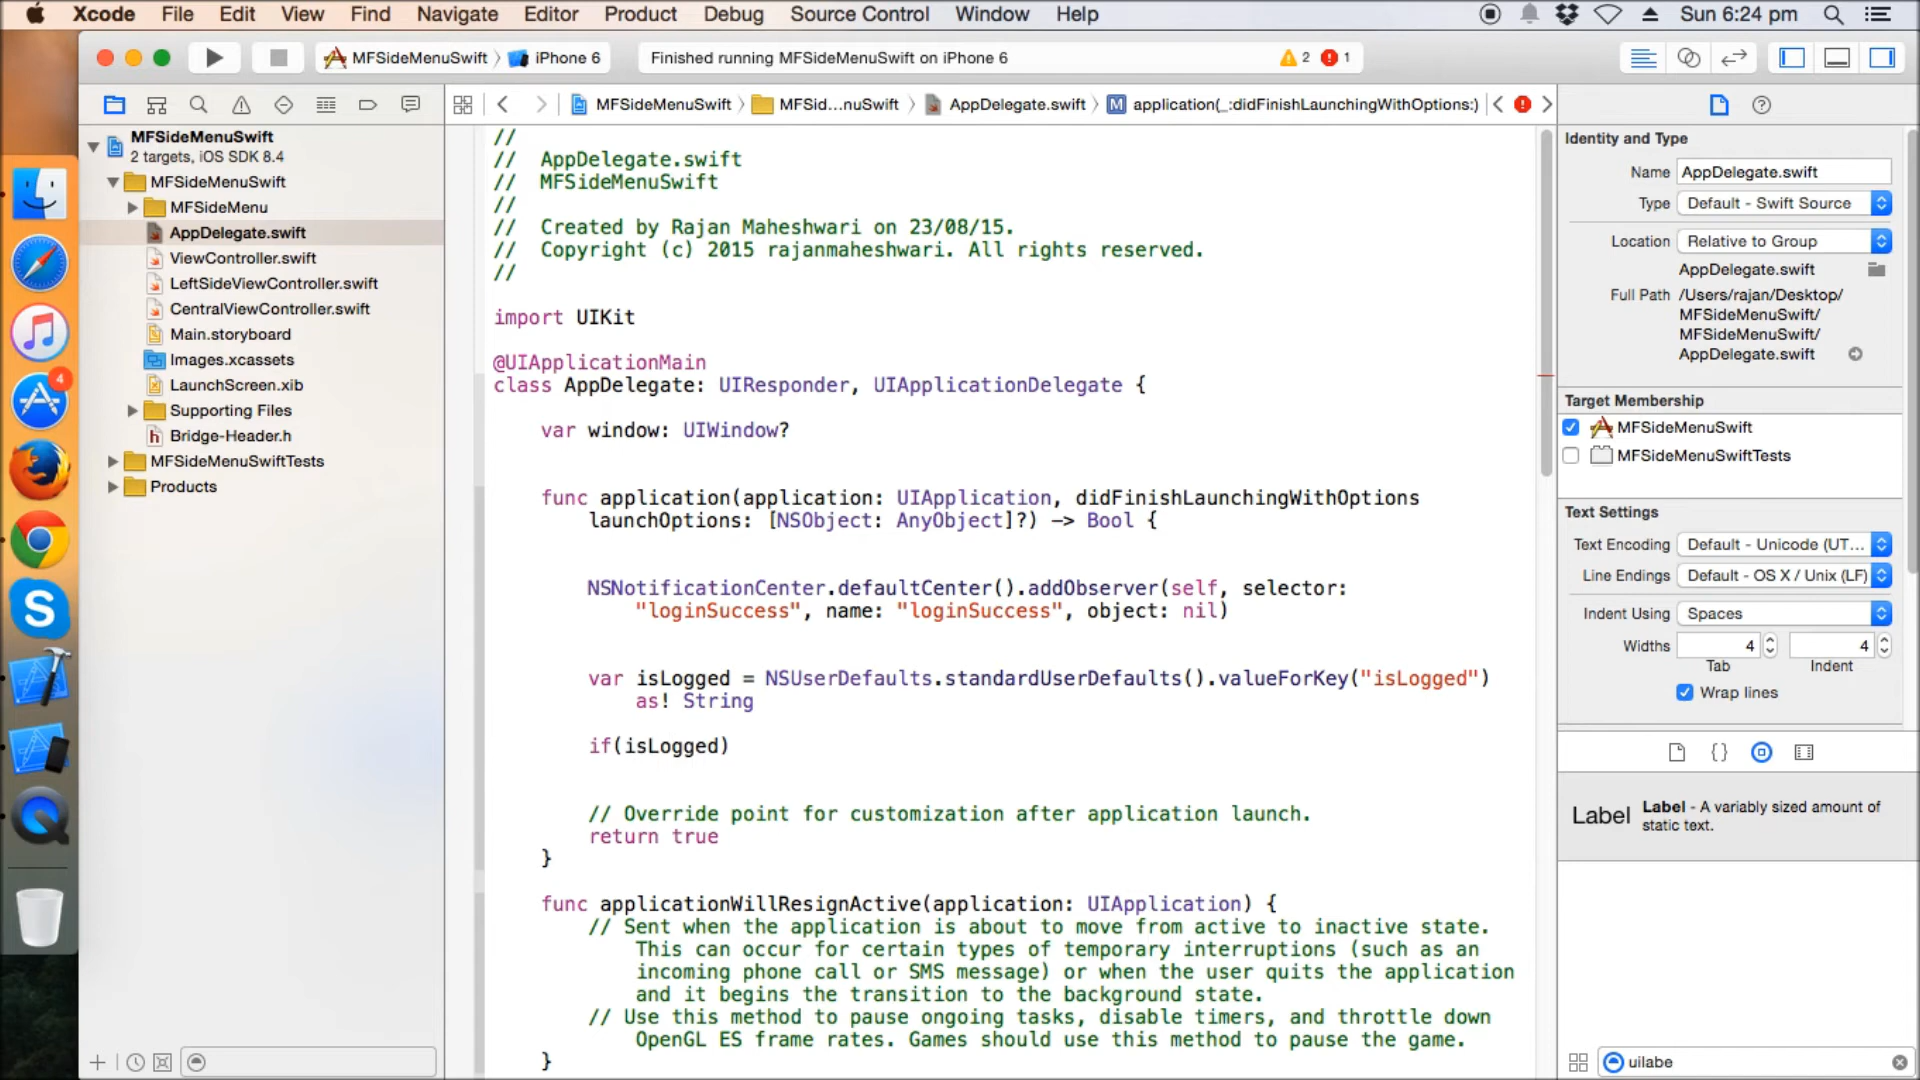 Xcode File Edit View Find Navigate Editor Product Debug Source Control Window Help Sun 6:24 pm
MFSideMenuSwift iPhone 6 Finished running MFSideMenuSwift on iPhone 6 2 1
MFSideMenuSwift MFSid...nuSwift AppDelegate.swift M application(_:didFinishLaunchingWithOptions:)
MFSideMenuSwift
2 targets, iOS SDK 8.4
MFSideMenuSwift
MFSideMenu
AppDelegate.swift
ViewController.swift
LeftSideViewController.swift
CentralViewController.swift
Main.storyboard
Images.xcassets
LaunchScreen.xib
Supporting Files
h Bridge-Header.h
MFSideMenuSwiftTests
Products
4
S
//
// AppDelegate.swift
// MFSideMenuSwift
//
// Created by Rajan Maheshwari on 23/08/15.
// Copyright (c) 2015 rajanmaheshwari. All rights reserved.
//
import UIKit
@UIApplicationMain
class AppDelegate: UIResponder, UIApplicationDelegate {
var window: UIWindow?
func application(application: UIApplication, didFinishLaunchingWithOptions
launchOptions: [NSObject: AnyObject]?) -> Bool {
NSNotificationCenter.defaultCenter().addObserver(self, selector:
"loginSuccess", name: "loginSuccess", object: nil)
var isLogged = NSUserDefaults.standardUserDefaults().valueForKey("isLogged")
as! String
if(isLogged)
// Override point for customization after application launch.
return true
}
func applicationWillResignActive(application: UIApplication) {
// Sent when the application is about to move from active to inactive state.
This can occur for certain types of temporary interruptions (such as an
incoming phone call or SMS message) or when the user quits the application
and it begins the transition to the background state.
// Use this method to pause ongoing tasks, disable timers, and throttle down
OpenGL ES frame rates. Games should use this method to pause the game.
}
Identity and Type
Name AppDelegate.swift
Type Default - Swift Source
Location Relative to Group
AppDelegate.swift
Full Path /Users/rajan/Desktop/
MFSideMenuSwift/
MFSideMenuSwift/
AppDelegate.swift
Target Membership
MFSideMenuSwift
MFSideMenuSwiftTests
Text Settings
Text Encoding Default - Unicode (UT...
Line Endings Default - OS X / Unix (LF)
Indent Using Spaces
Widths 4 4
Tab Indent
Wrap lines
{}
Label Label - A variably sized amount of
static text.
uilabe